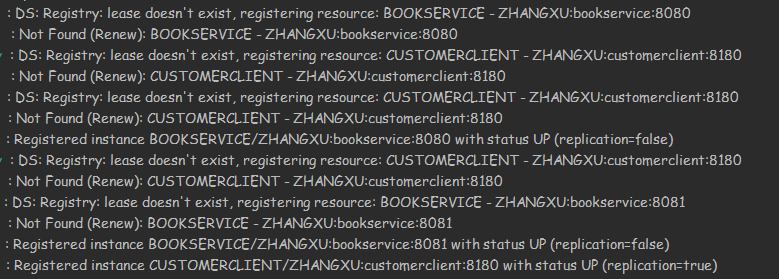 : DS: Registry: lease doesn't exist, registering resource: BOOKSERVICE - ZHANGXU:bookservice:8080
: Not Found (Renew): BOOKSERVICE - ZHANGXU:bookservice:8080
: DS: Registry: lease doesn't exist, registering resource: CUSTOMERCLIENT - ZHANGXU:customerclient:8180
: Not Found (Renew): CUSTOMERCLIENT - ZHANGXU:customerclient:8180
: DS: Registry: lease doesn't exist, registering resource: CUSTOMERCLIENT - ZHANGXU:customerclient:8180
: Not Found (Renew): CUSTOMERCLIENT - ZHANGXU:customerclient:8180
: Registered instance BOOKSERVICE/ZHANGXU:bookservice:8080 with status UP (replication=false)
: DS: Registry: lease doesn't exist, registering resource: CUSTOMERCLIENT - ZHANGXU:customerclient:8180
: Not Found (Renew): CUSTOMERCLIENT - ZHANGXU:customerclient:8180
: DS: Registry: lease doesn't exist, registering resource: BOOKSERVICE - ZHANGXU:bookservice:8081
: Not Found (Renew): BOOKSERVICE - ZHANGXU:bookservice:8081
: Registered instance BOOKSERVICE/ZHANGXU:bookservice:8081 with status UP (replication=false)
: Registered instance CUSTOMERCLIENT/ZHANGXU:customerclient:8180 with status UP (replication=true)